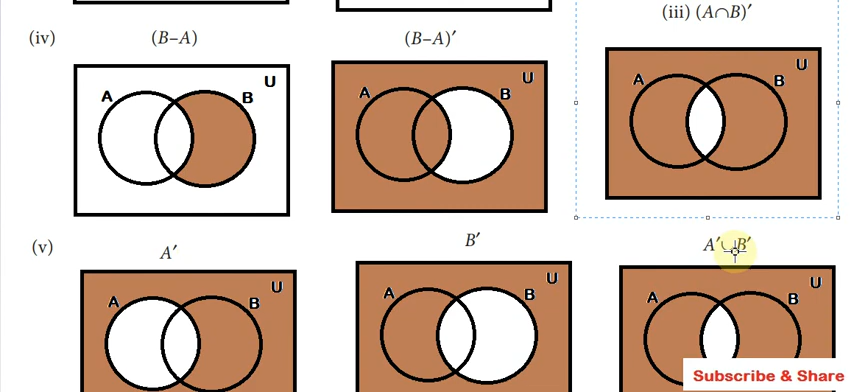 (iii) (A∩B)′
(iv) (B–A) (B–A)′
U A B
U A B
U A B
(v) A′ B′ A′∪B′
U A B
U A B
U A B
Subscribe & Share